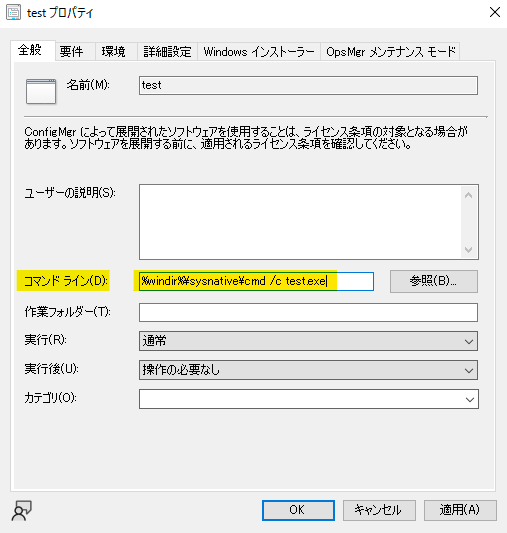 test プロパティ
全般 要件 環境 詳細設定 Windows インストーラー OpsMgr メンテナンス モード
名前(M): test
ConfigMgr によって展開されたソフトウェアを使用することは、ライセンス条項の対象となる場合が
あります。ソフトウェアを展開する前に、適用されるライセンス条項を確認してください。
ユーザーの説明(S):
コマンド ライン(D): %windir%¥sysnative¥cmd /c test.exe 参照(B)...
作業フォルダー(T):
実行(R): 通常
実行後(U): 操作の必要なし
カテゴリ(O):
OK キャンセル 適用(A)